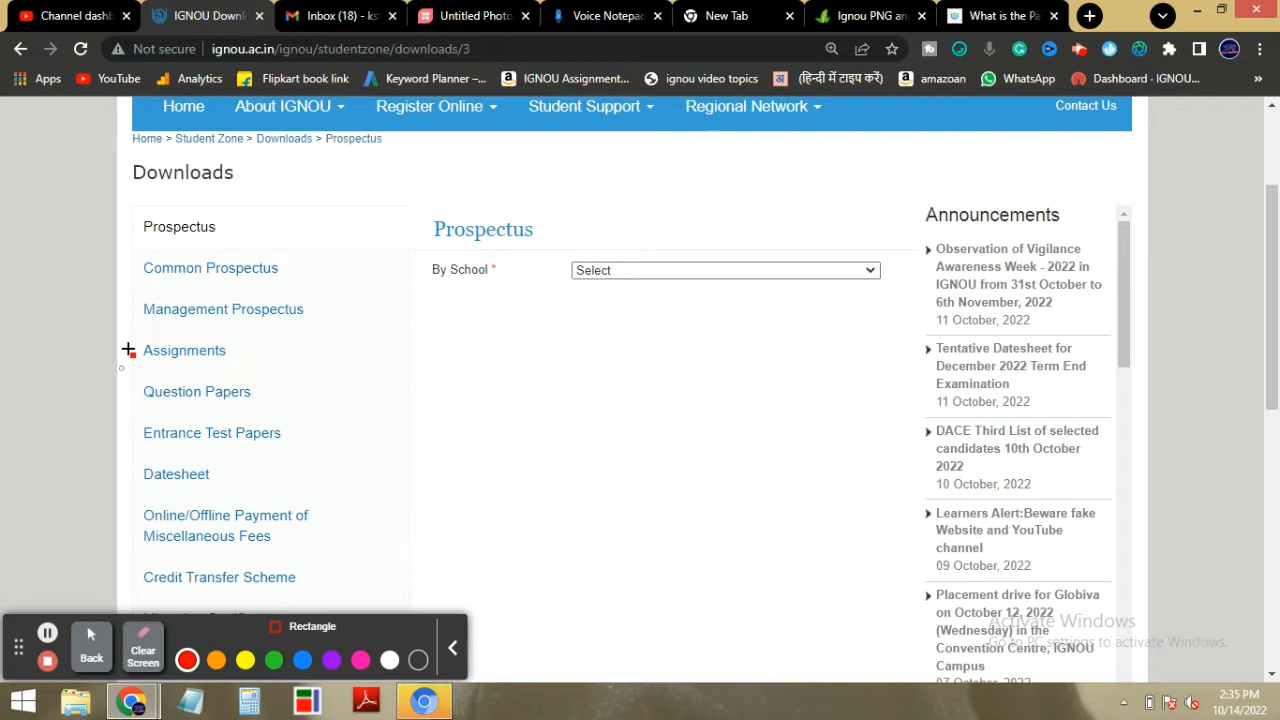 Channel dashb
IGNOU Downl
Inbox (18) - ks
Untitled Photo
Voice Notepad
New Tab
Ignou PNG an
What is the Pa
Not secure
ignou.ac.in/ignou/studentzone/downloads/3
Apps
YouTube
Analytics
Flipkart book link
Keyword Planner –...
IGNOU Assignment...
ignou video topics
(हिन्दी में टाइप करें)
amazoan
WhatsApp
Dashboard - IGNOU...
»
Home
About IGNOU
Register Online
Student Support
Regional Network
Contact Us
Home > Student Zone > Downloads > Prospectus
Downloads
Prospectus
Common Prospectus
Management Prospectus
Assignments
Question Papers
Entrance Test Papers
Datesheet
Online/Offline Payment of
Miscellaneous Fees
Credit Transfer Scheme
Prospectus
By School *
Select
Announcements
Observation of Vigilance
Awareness Week - 2022 in
IGNOU from 31st October to
6th November, 2022
11 October, 2022
Tentative Datesheet for
December 2022 Term End
Examination
11 October, 2022
DACE Third List of selected
candidates 10th October
2022
10 October, 2022
Learners Alert:Beware fake
Website and YouTube
channel
09 October, 2022
Placement drive for Globiva
on October 12, 2022
(Wednesday) in the
Convention Centre, IGNOU
Campus
Activate Windows
Go to PC settings to activate Windows.
Rectangle
Back
Clear
Screen
2:35 PM
10/14/2022